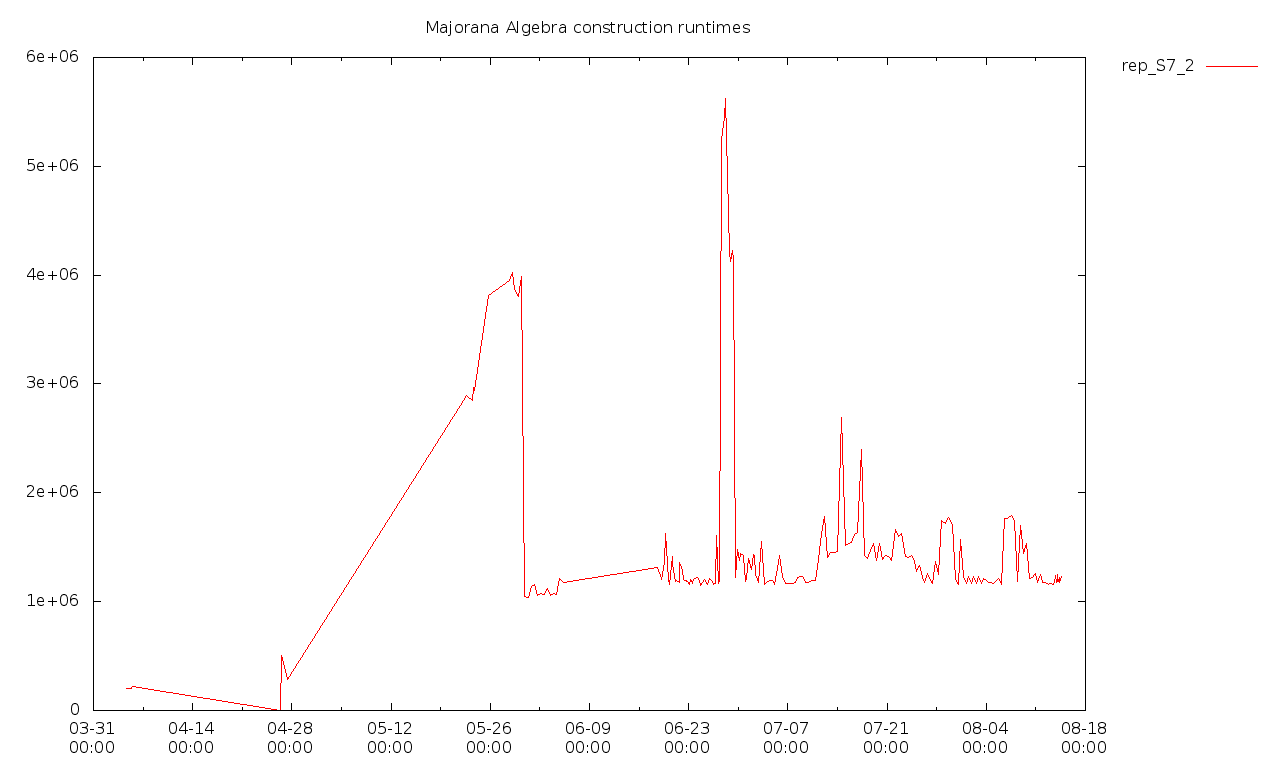 Majorana Algebra construction runtimes
rep_S7_2
6e+06
5e+06
4e+06
3e+06
2e+06
1e+06
0
03-31 04-14 04-28 05-12 05-26 06-09 06-23 07-07 07-21 08-04 08-18
00:00 00:00 00:00 00:00 00:00 00:00 00:00 00:00 00:00 00:00 00:00